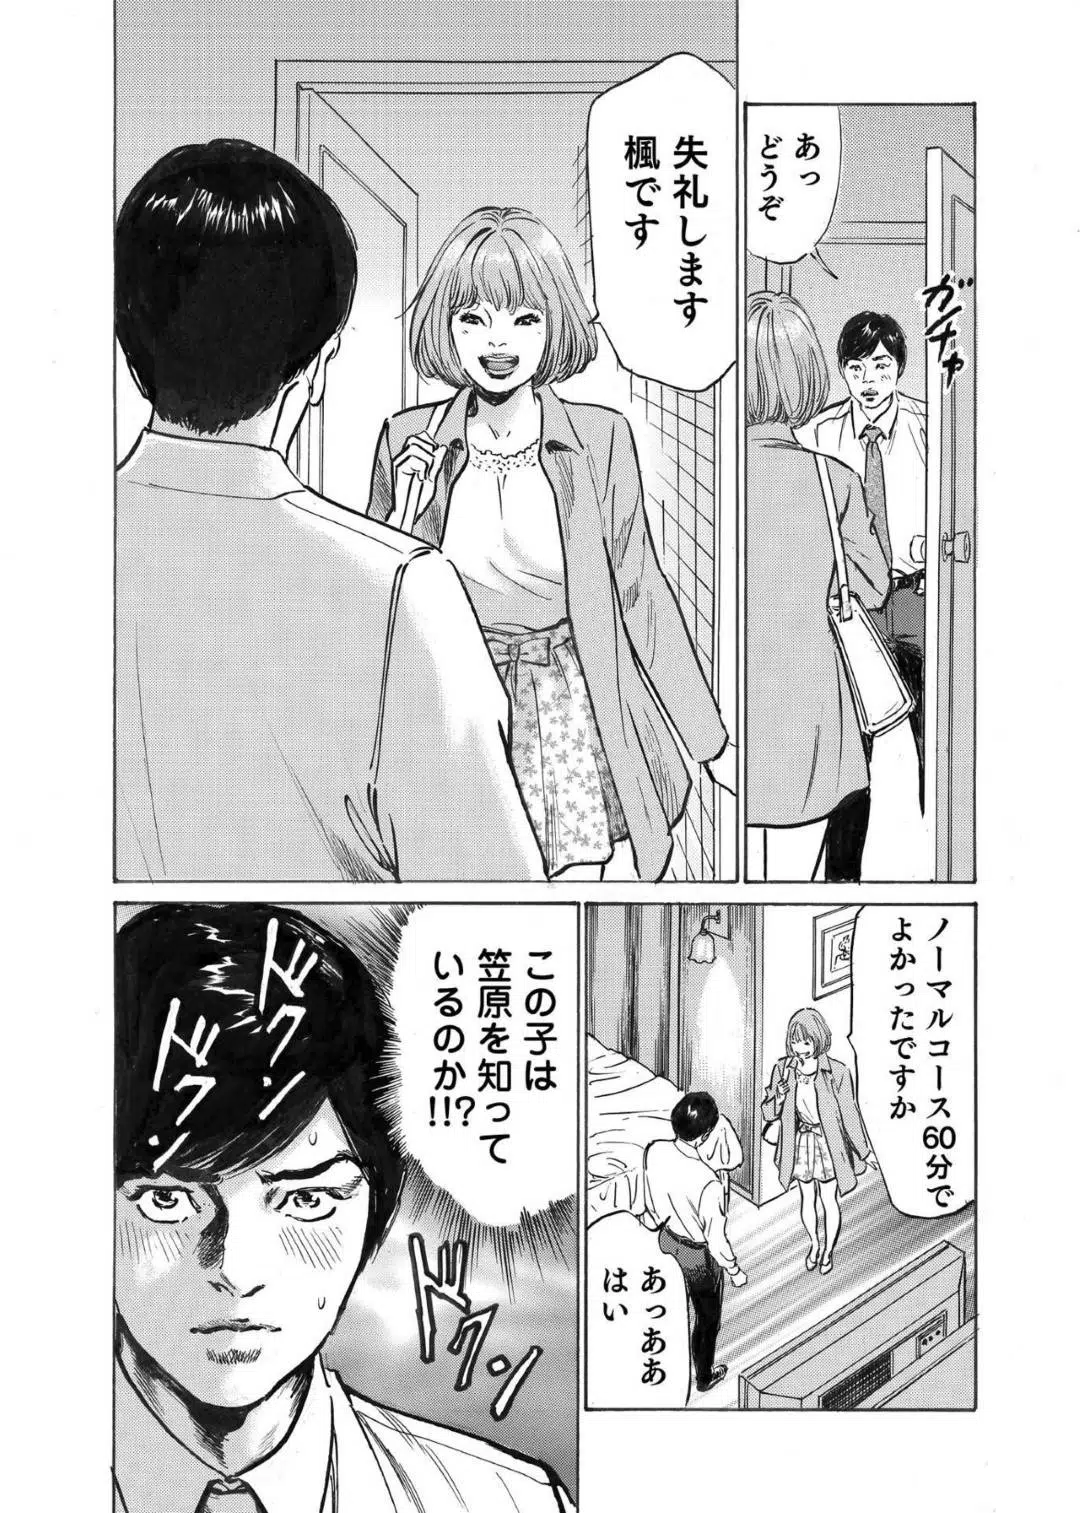 ガチャ
あっ
どうぞ
失礼します
楓です
ノーマルコース60分で
よかったですか
あっああ
はい
この子は
笠原を知って
いるのか!!?
ドクン
ドクン
ドクン